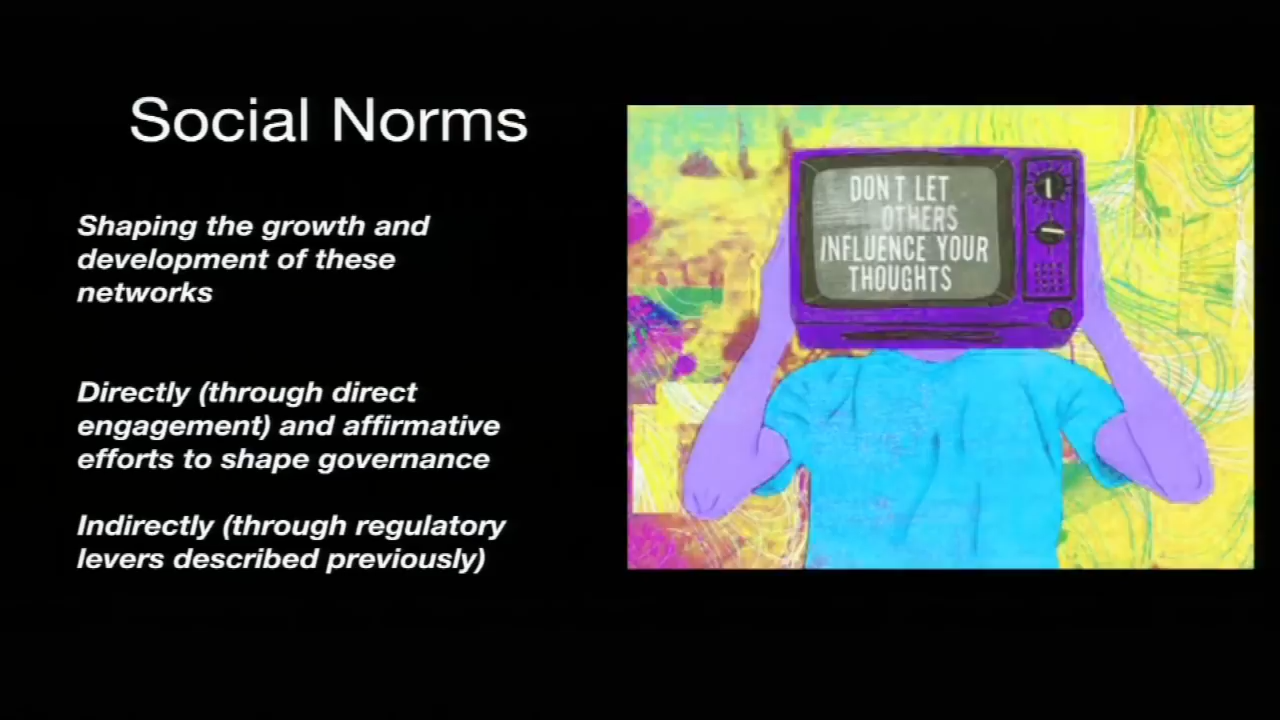 Social Norms
Shaping the growth and
development of these
networks
Directly (through direct
engagement) and affirmative
efforts to shape governance
Indirectly (through regulatory
levers described previously)
DON T LET
OTHERS
INFLUENCE YOUR
THOUGHTS